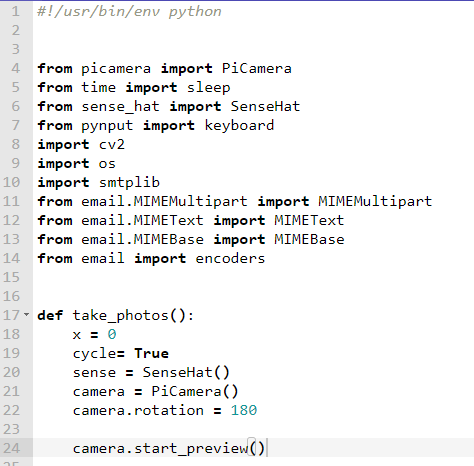 1 #!/usr/bin/env python
2
3
4 from picamera import PiCamera
5 from time import sleep
6 from sense_hat import SenseHat
7 from pynput import keyboard
8 import cv2
9 import os
10 import smtplib
11 from email.MIMEMultipart import MIMEMultipart
12 from email.MIMEText import MIMEText
13 from email.MIMEBase import MIMEBase
14 from email import encoders
15
16
17 def take_photos():
18     x = 0
19     cycle= True
20     sense = SenseHat()
21     camera = PiCamera()
22     camera.rotation = 180
23
24     camera.start_preview()